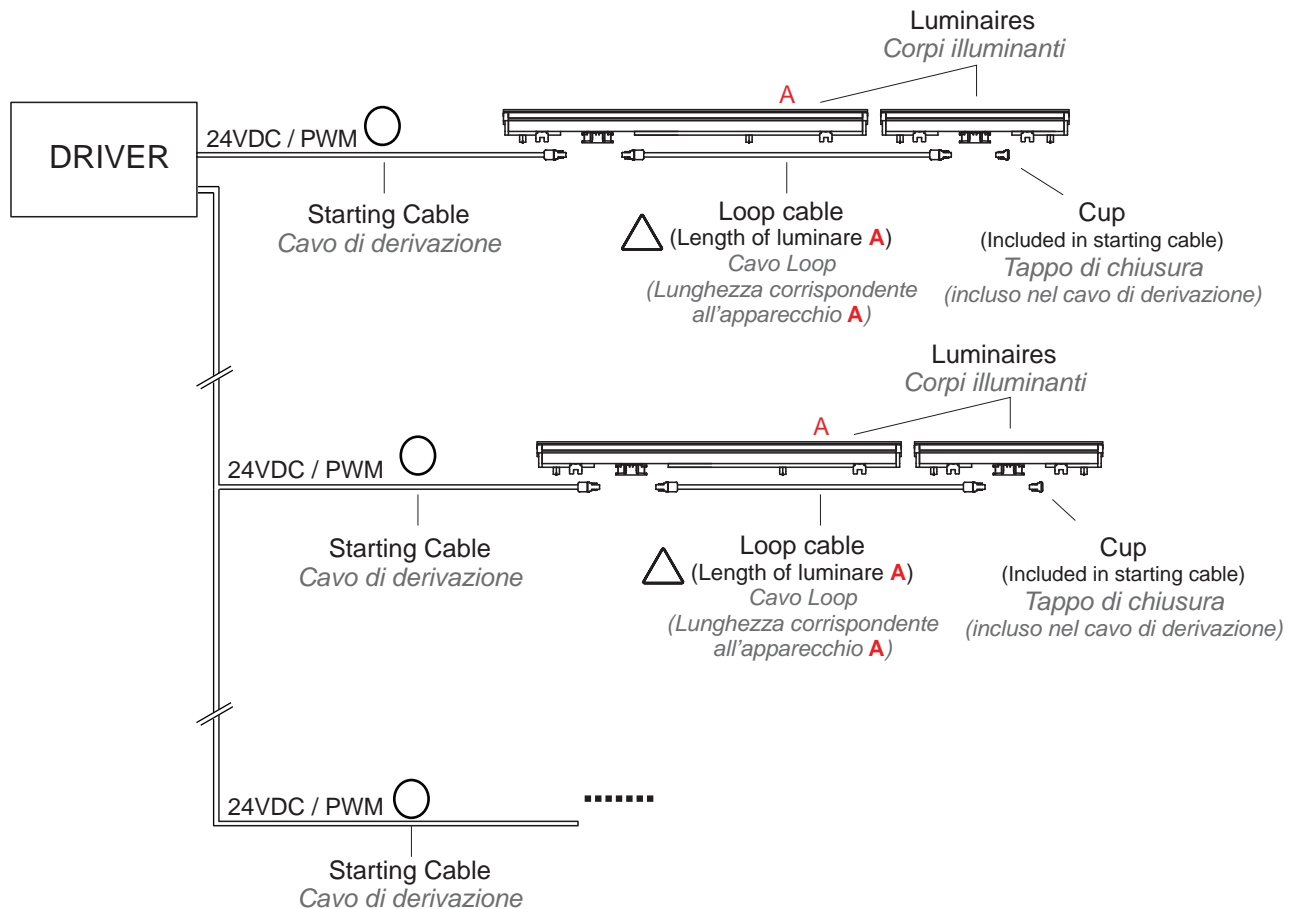 Luminaires
Corpi illuminanti
A
DRIVER
24VDC / PWM
Starting Cable
Cavo di derivazione
Loop cable
(Length of luminare A)
Cavo Loop
(Lunghezza corrispondente
all'apparecchio A)
Cup
(Included in starting cable)
Tappo di chiusura
(incluso nel cavo di derivazione)
Luminaires
Corpi illuminanti
A
24VDC / PWM
Starting Cable
Cavo di derivazione
Loop cable
(Length of luminare A)
Cavo Loop
(Lunghezza corrispondente
all'apparecchio A)
Cup
(Included in starting cable)
Tappo di chiusura
(incluso nel cavo di derivazione)
24VDC / PWM
Starting Cable
Cavo di derivazione